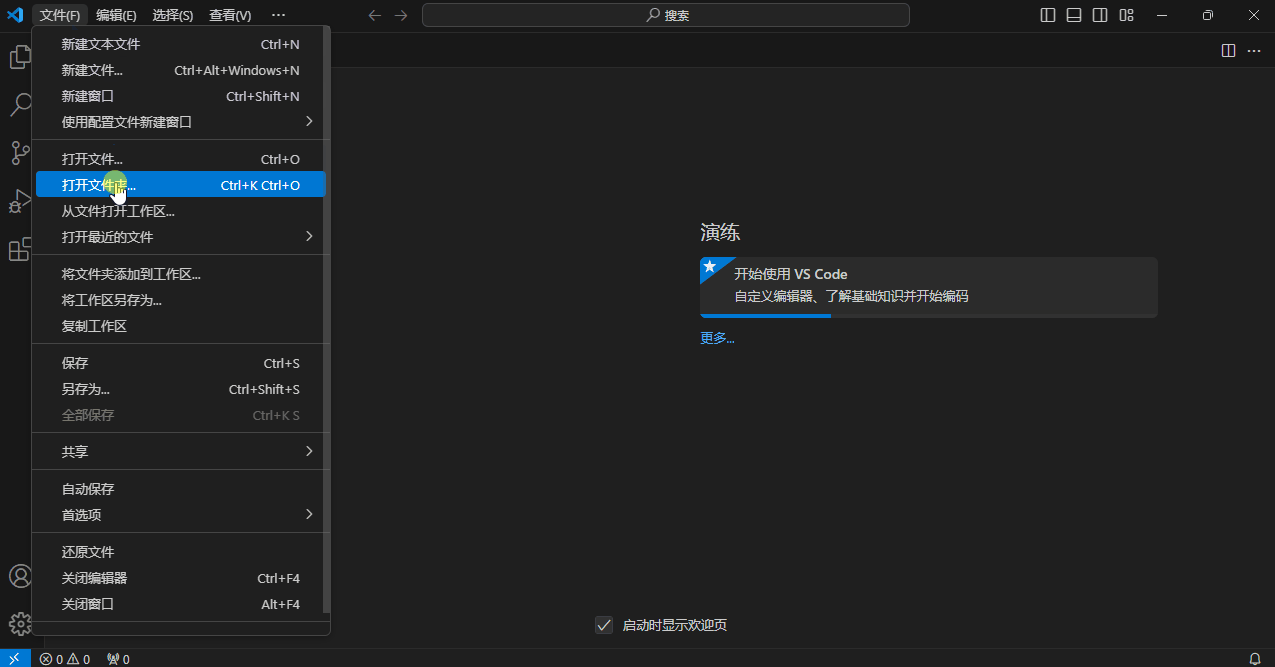 文件(F) 编辑(E) 选择(S) 查看(V) ··· 搜索
新建文本文件 Ctrl+N
新建文件... Ctrl+Alt+Windows+N
新建窗口 Ctrl+Shift+N
使用配置文件新建窗口
打开文件... Ctrl+O
打开文件夹... Ctrl+K Ctrl+O
从文件打开工作区...
打开最近的文件
将文件夹添加到工作区...
将工作区另存为...
复制工作区
保存 Ctrl+S
另存为... Ctrl+Shift+S
全部保存 Ctrl+K S
共享
自动保存
首选项
还原文件
关闭编辑器 Ctrl+F4
关闭窗口 Alt+F4
演练
开始使用 VS Code
自定义编辑器、了解基础知识并开始编码
更多...
启动时显示欢迎页
0 0 0